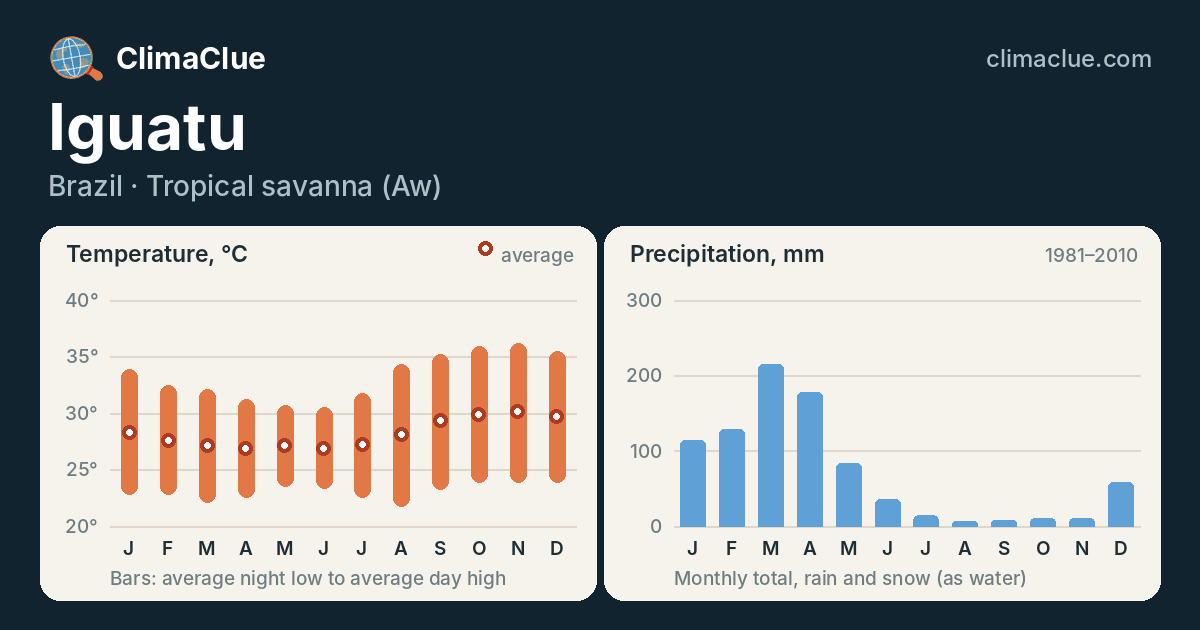 ClimaClue
climaclue.com
Iguatu
Brazil · Tropical savanna (Aw)
Temperature, °C
average
40°
35°
30°
25°
20°
J F M A M J J A S O N D
Bars: average night low to average day high
Precipitation, mm
1981–2010
300
200
100
0
J F M A M J J A S O N D
Monthly total, rain and snow (as water)